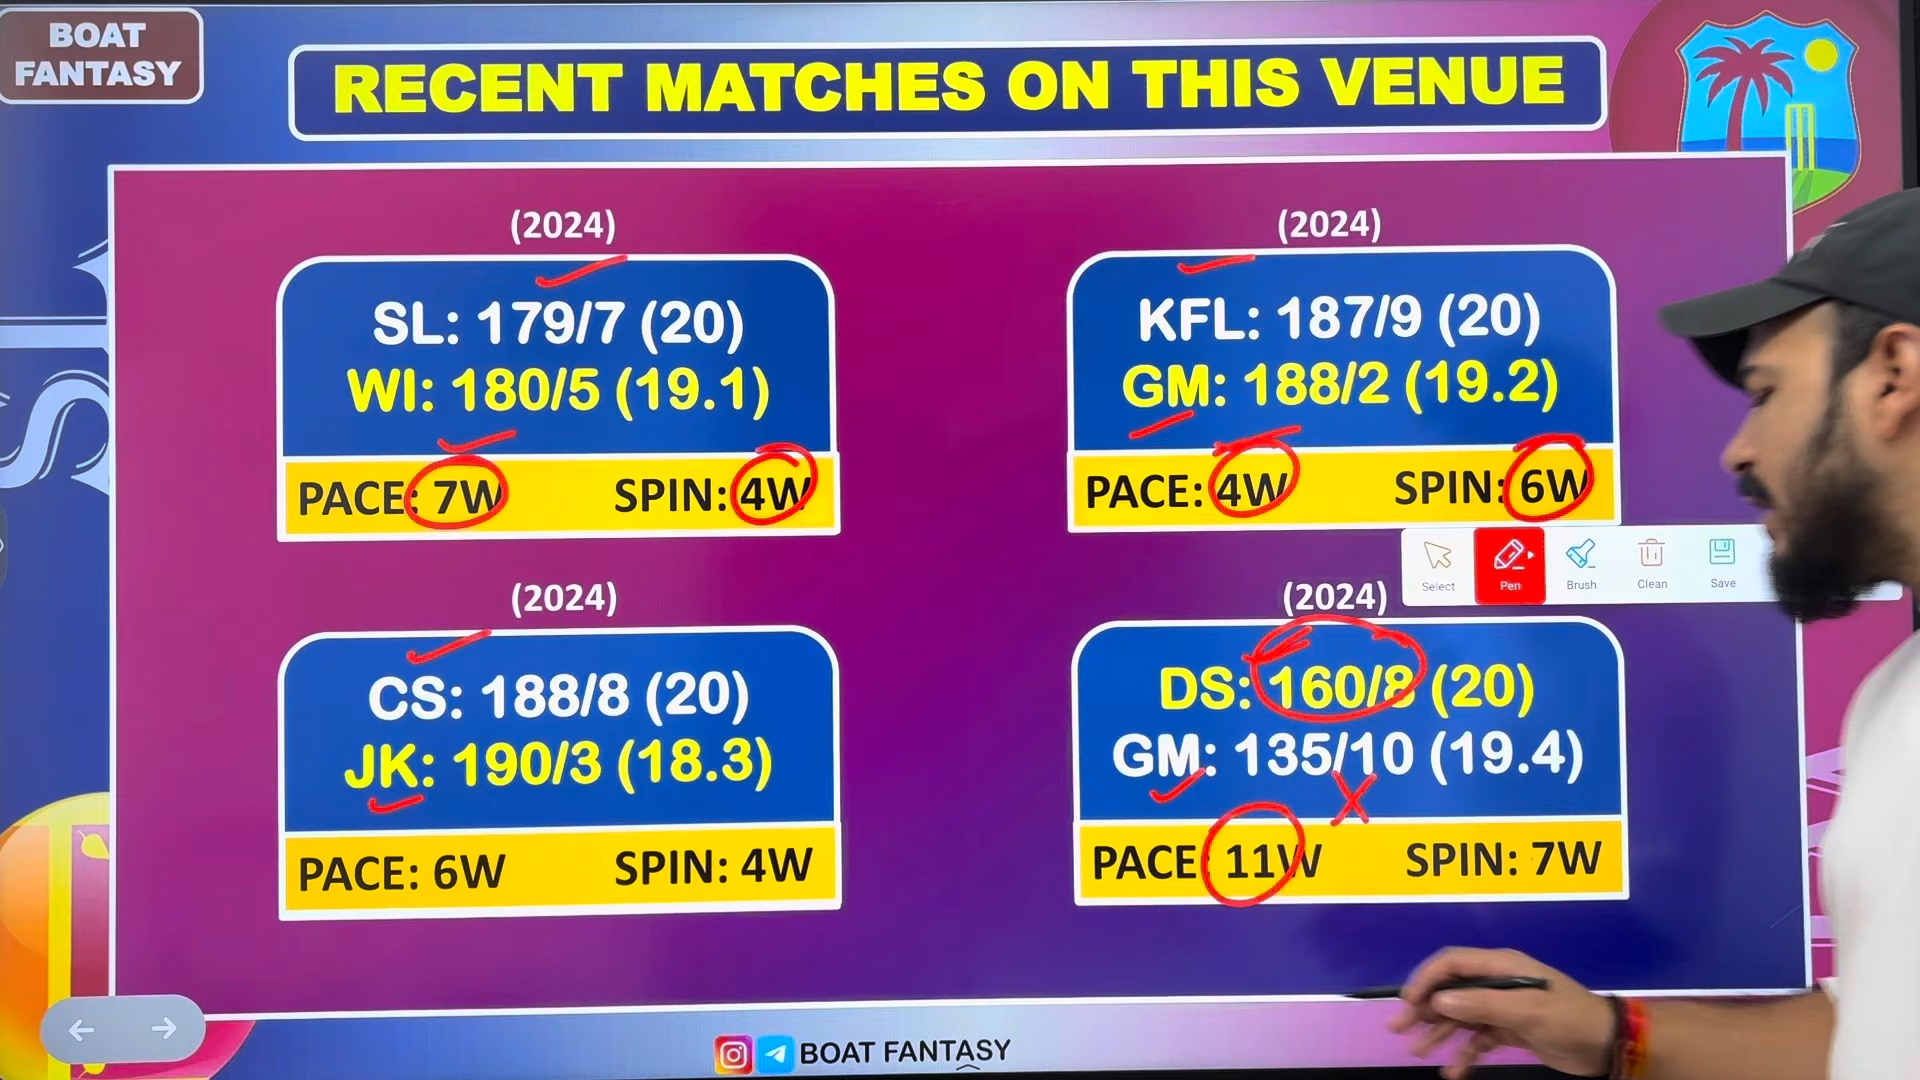 BOAT
FANTASY
RECENT MATCHES ON THIS VENUE
(2024)
SL: 179/7 (20)
WI: 180/5 (19.1)
PACE: 7W SPIN: 4W
(2024)
KFL: 187/9 (20)
GM: 188/2 (19.2)
PACE: 4W SPIN: 6W
Select Pen Brush Clean Save
(2024)
CS: 188/8 (20)
JK: 190/3 (18.3)
PACE: 6W SPIN: 4W
(2024)
DS: 160/8 (20)
GM: 135/10 (19.4)
X
PACE: 11W SPIN: 7W
BOAT FANTASY